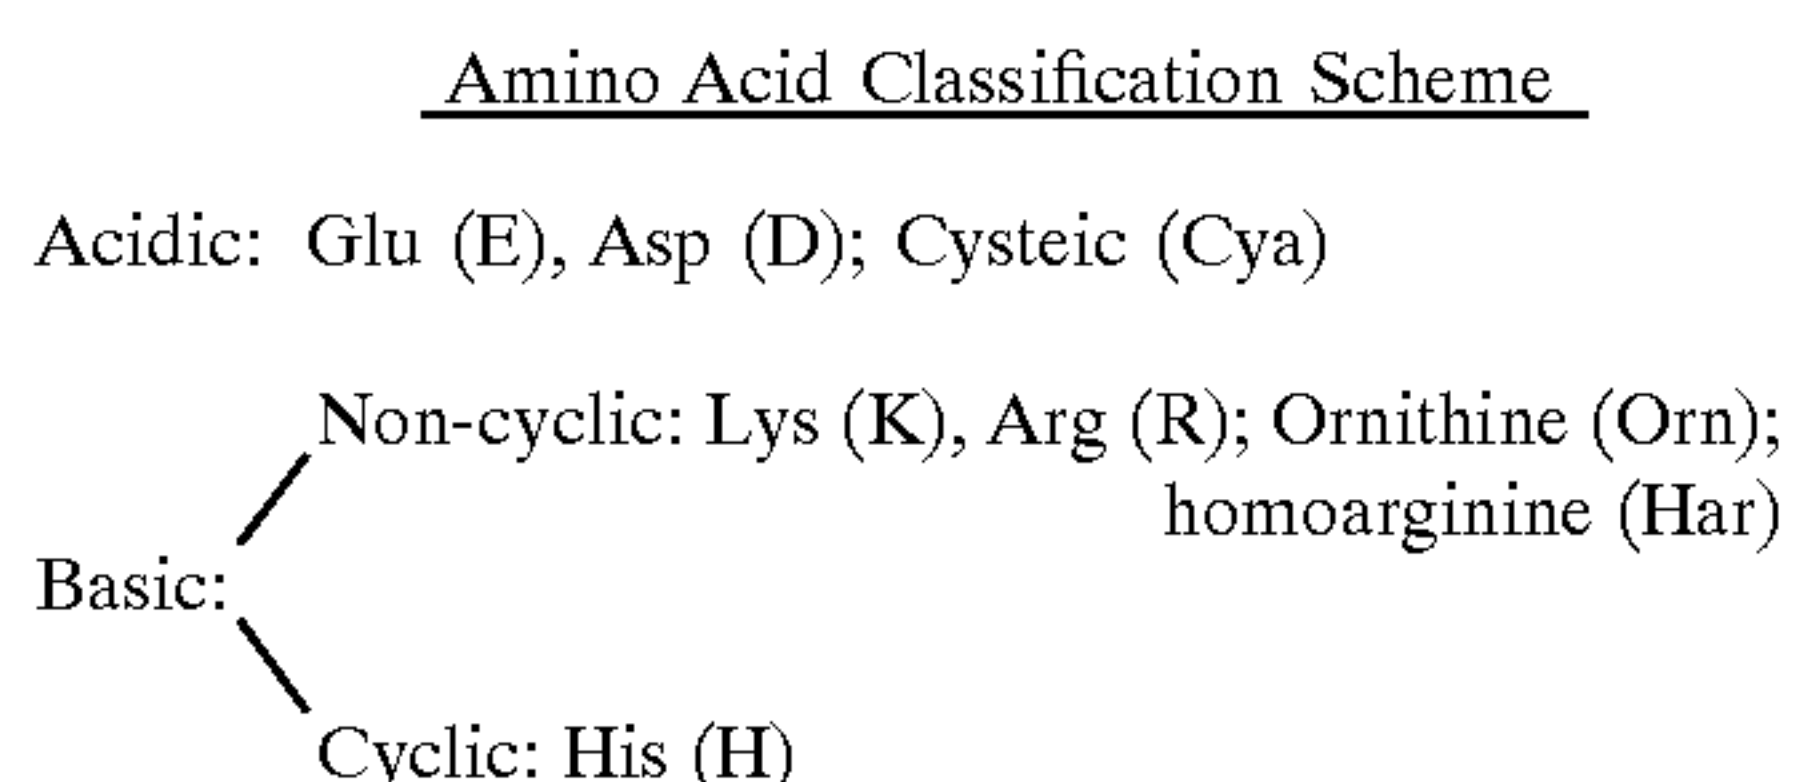 Amino Acid Classification Scheme
Acidic: Glu (E), Asp (D); Cysteic (Cya)
Non-cyclic: Lys (K), Arg (R); Ornithine (Orn);
homoarginine (Har)
Basic:
Cyclic: His (H)